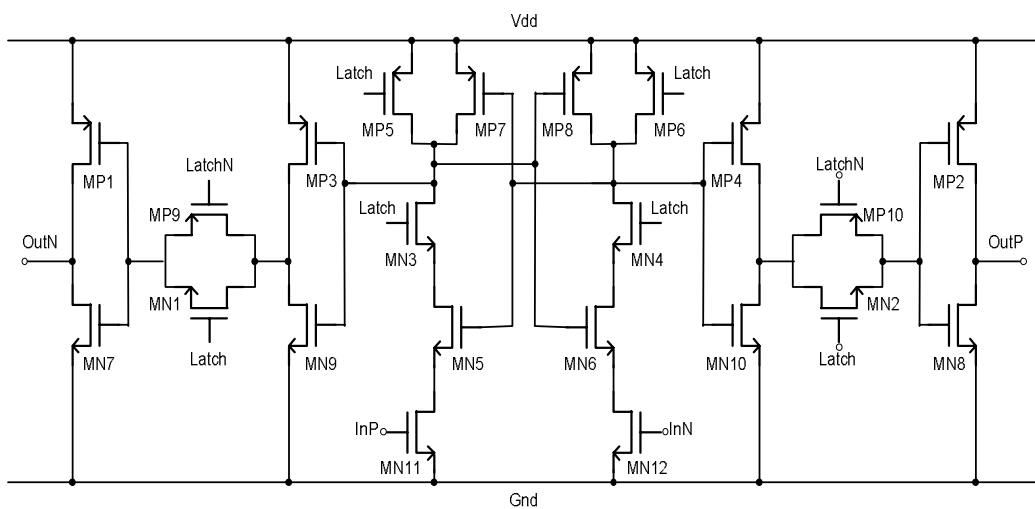 Vdd
Latch
Latch
MP5
MP7
MP8
MP6
MP1
LatchN
MP3
MP4
LatchN
MP2
MP9
Latch
Latch
MP10
OutN
MN3
MN4
OutP
MN1
MN2
MN7
Latch
MN9
MN5
MN6
MN10
Latch
MN8
InP
InN
MN11
MN12
Gnd